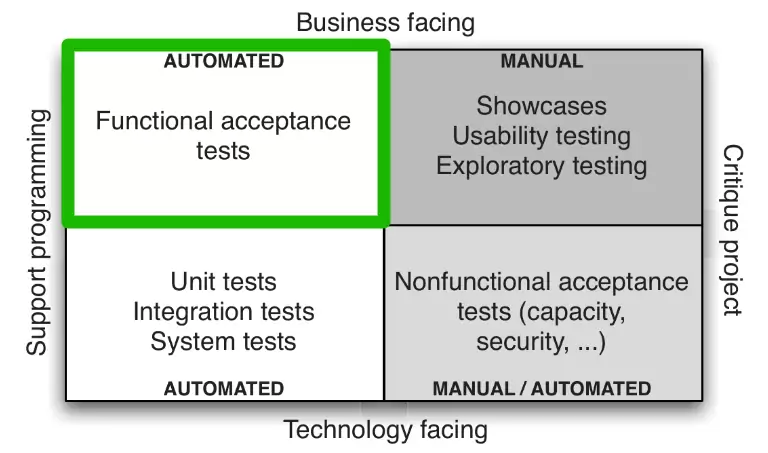 Business facing
AUTOMATED
MANUAL
Functional acceptance
tests
Showcases
Usability testing
Exploratory testing
Support programming
Critique project
Unit tests
Integration tests
System tests
Nonfunctional acceptance
tests (capacity,
security, ...)
AUTOMATED
MANUAL / AUTOMATED
Technology facing